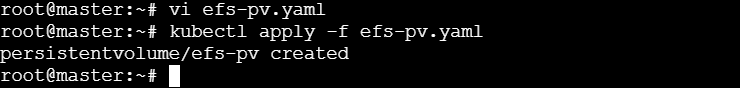 root@master:~# vi efs-pv.yaml
root@master:~# kubectl apply -f efs-pv.yaml
persistentvolume/efs-pv created
root@master:~#